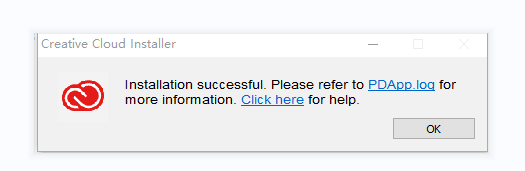 Creative Cloud Installer
Installation successful. Please refer to PDApp.log for
more information. Click here for help.
OK